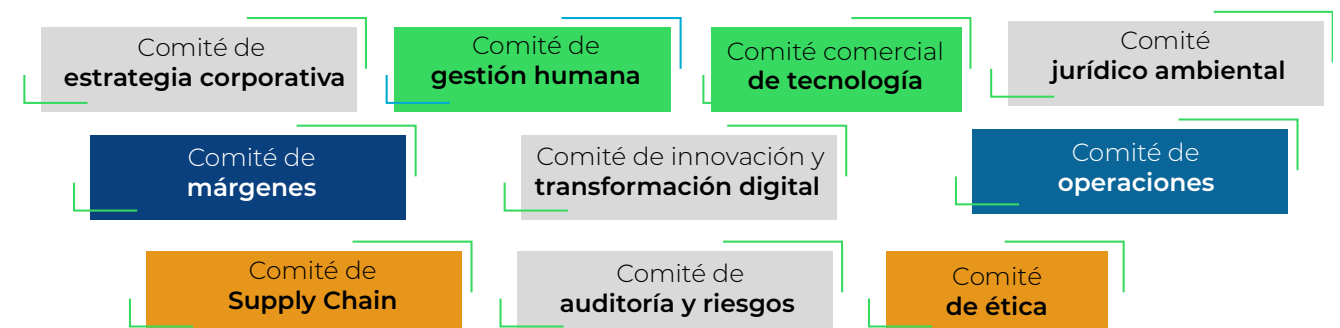 Comité de
estrategia corporativa
Comité de
gestión humana
Comité comercial
de tecnología
Comité
jurídico ambiental
Comité de
márgenes
Comité de innovación y
transformación digital
Comité de
operaciones
Comité de
Supply Chain
Comité de
auditoría y riesgos
Comité
de ética